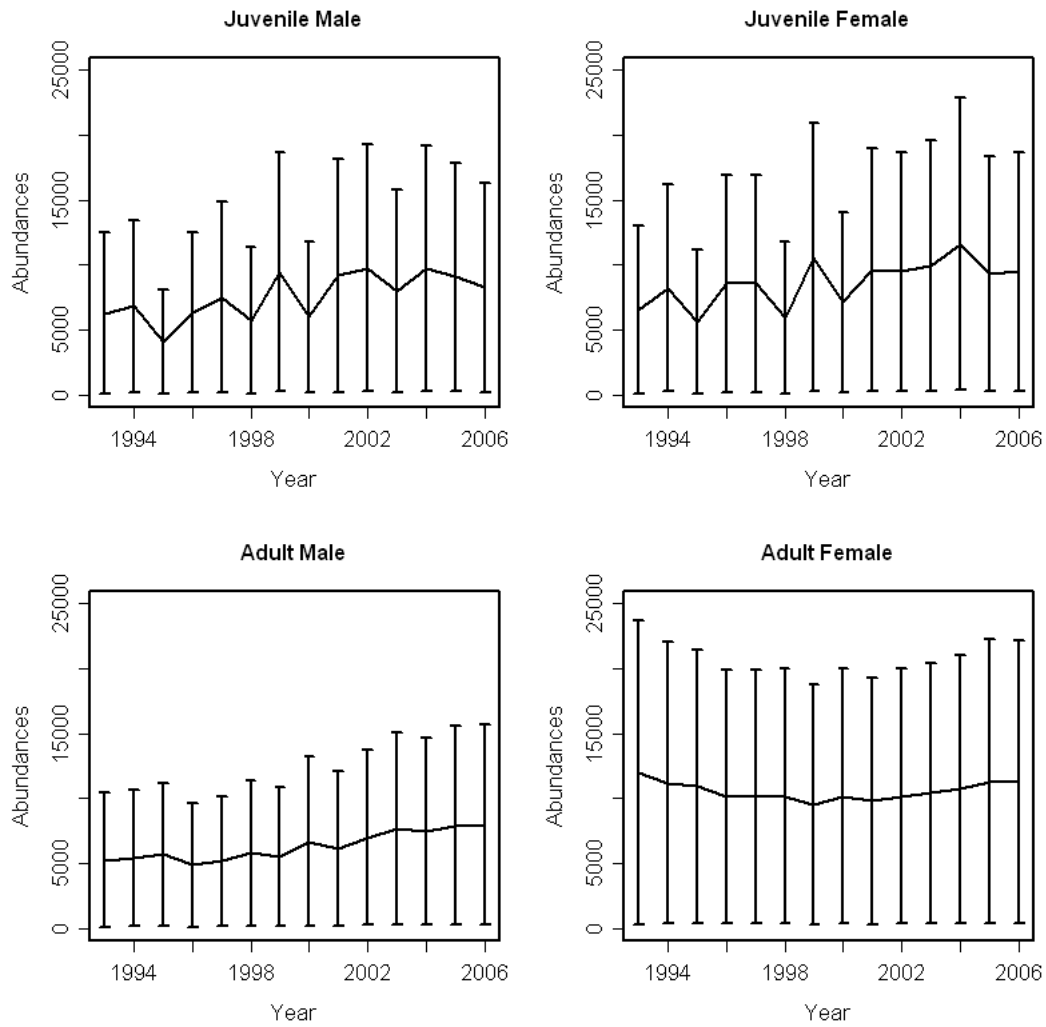 Juvenile Male
Abundances
25000
15000
5000
0
1994 1998 2002 2006
Year
Juvenile Female
Abundances
25000
15000
5000
0
1994 1998 2002 2006
Year
Adult Male
Abundances
25000
15000
5000
0
1994 1998 2002 2006
Year
Adult Female
Abundances
25000
15000
5000
0
1994 1998 2002 2006
Year